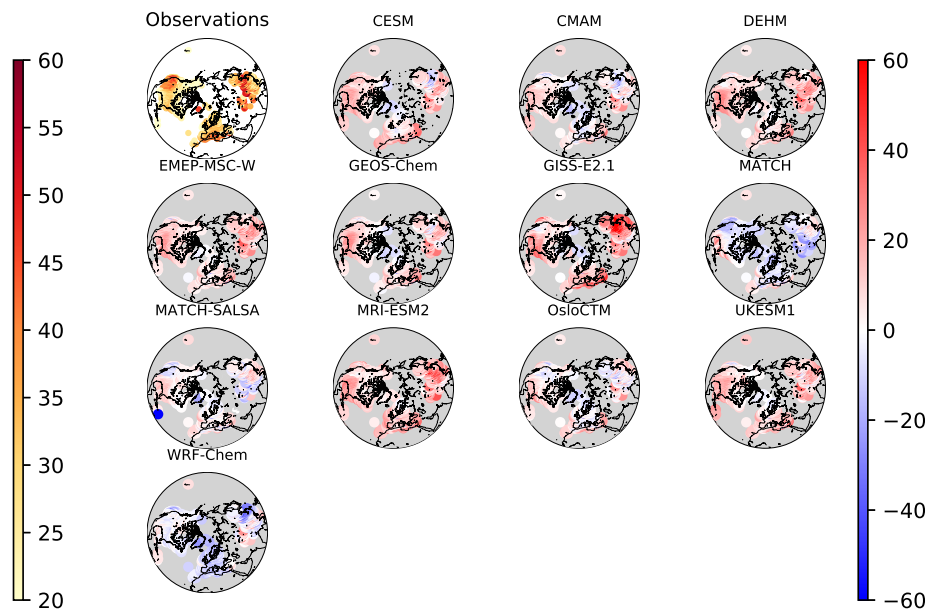 Observations
CESM
CMAM
DEHM
EMEP-MSC-W
GEOS-Chem
GISS-E2.1
MATCH
MATCH-SALSA
MRI-ESM2
OsloCTM
UKESM1
WRF-Chem
60
55
50
45
40
35
30
25
20
60
40
20
0
−20
−40
−60